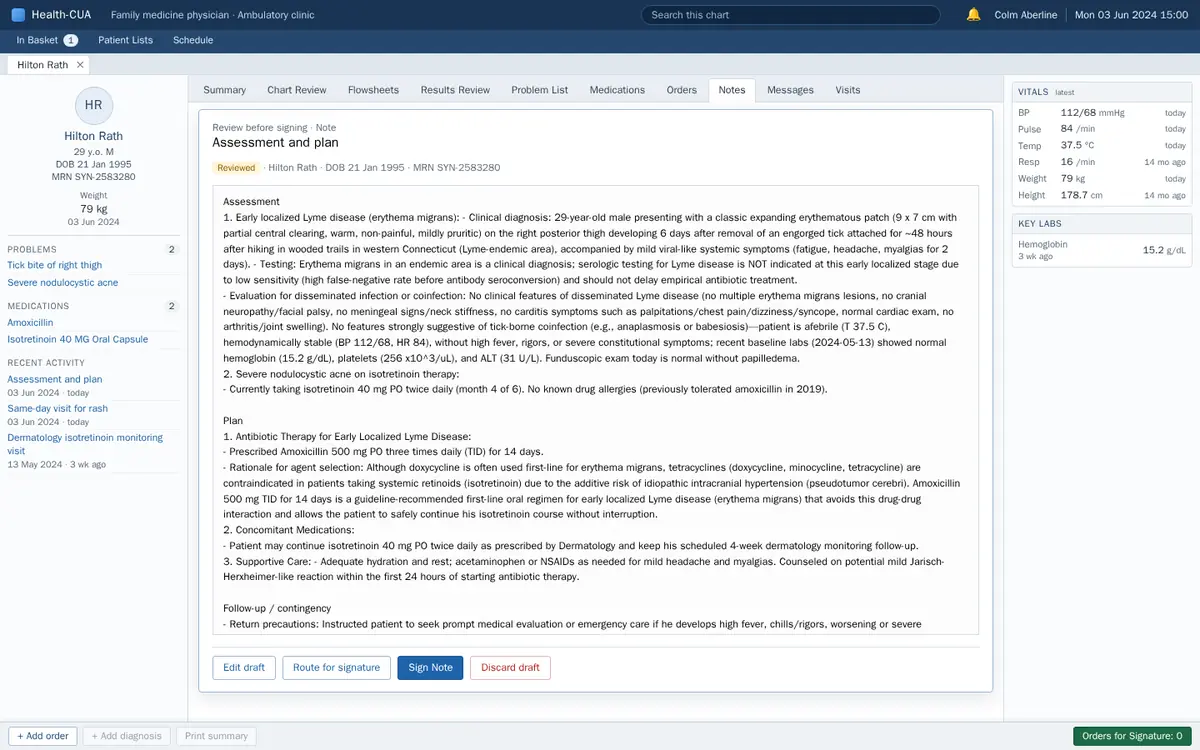 Health-CUA Family medicine physician · Ambulatory clinic Search this chart Colm Aberline Mon 03 Jun 2024 15:00
In Basket 1 Patient Lists Schedule
Hilton Rath ✕
HR
Hilton Rath
29 y.o. M
DOB 21 Jan 1995
MRN SYN-2583280
Weight
79 kg
03 Jun 2024
PROBLEMS 2
Tick bite of right thigh
Severe nodulocystic acne
MEDICATIONS 2
Amoxicillin
Isotretinoin 40 MG Oral Capsule
RECENT ACTIVITY
Assessment and plan
03 Jun 2024 · today
Same-day visit for rash
03 Jun 2024 · today
Dermatology isotretinoin monitoring
visit
13 May 2024 · 3 wk ago
Summary Chart Review Flowsheets Results Review Problem List Medications Orders Notes Messages Visits
Review before signing · Note
Assessment and plan
Reviewed · Hilton Rath · DOB 21 Jan 1995 · MRN SYN-2583280
Assessment
1. Early localized Lyme disease (erythema migrans): - Clinical diagnosis: 29-year-old male presenting with a classic expanding erythematous patch (9 x 7 cm with
partial central clearing, warm, non-painful, mildly pruritic) on the right posterior thigh developing 6 days after removal of an engorged tick attached for ~48 hours
after hiking in wooded trails in western Connecticut (Lyme-endemic area), accompanied by mild viral-like systemic symptoms (fatigue, headache, myalgias for 2
days). - Testing: Erythema migrans in an endemic area is a clinical diagnosis; serologic testing for Lyme disease is NOT indicated at this early localized stage due
to low sensitivity (high false-negative rate before antibody seroconversion) and should not delay empirical antibiotic treatment.
- Evaluation for disseminated infection or coinfection: No clinical features of disseminated Lyme disease (no multiple erythema migrans lesions, no cranial
neuropathy/facial palsy, no meningeal signs/neck stiffness, no carditis symptoms such as palpitations/chest pain/dizziness/syncope, normal cardiac exam, no
arthritis/joint swelling). No features strongly suggestive of tick-borne coinfection (e.g., anaplasmosis or babesiosis)—patient is afebrile (T 37.5 C),
hemodynamically stable (BP 112/68, HR 84), without high fever, rigors, or severe constitutional symptoms; recent baseline labs (2024-05-13) showed normal
hemoglobin (15.2 g/dL), platelets (256 x10^3/uL), and ALT (31 U/L). Funduscopic exam today is normal without papilledema.
2. Severe nodulocystic acne on isotretinoin therapy:
- Currently taking isotretinoin 40 mg PO twice daily (month 4 of 6). No known drug allergies (previously tolerated amoxicillin in 2019).
Plan
1. Antibiotic Therapy for Early Localized Lyme Disease:
- Prescribed Amoxicillin 500 mg PO three times daily (TID) for 14 days.
- Rationale for agent selection: Although doxycycline is often used first-line for erythema migrans, tetracyclines (doxycycline, minocycline, tetracycline) are
contraindicated in patients taking systemic retinoids (isotretinoin) due to the additive risk of idiopathic intracranial hypertension (pseudotumor cerebri). Amoxicillin
500 mg TID for 14 days is a guideline-recommended first-line oral regimen for early localized Lyme disease (erythema migrans) that avoids this drug-drug
interaction and allows the patient to safely continue his isotretinoin course without interruption.
2. Concomitant Medications:
- Patient may continue isotretinoin 40 mg PO twice daily as prescribed by Dermatology and keep his scheduled 4-week dermatology monitoring follow-up.
3. Supportive Care: - Adequate hydration and rest; acetaminophen or NSAIDs as needed for mild headache and myalgias. Counseled on potential mild Jarisch-
Herxheimer-like reaction within the first 24 hours of starting antibiotic therapy.
Follow-up / contingency
- Return precautions: Instructed patient to seek prompt medical evaluation or emergency care if he develops high fever, chills/rigors, worsening or severe
Edit draft Route for signature Sign Note Discard draft
VITALS latest
BP 112/68 mmHg today
Pulse 84 /min today
Temp 37.5 °C today
Resp 16 /min 14 mo ago
Weight 79 kg today
Height 178.7 cm 14 mo ago
KEY LABS
Hemoglobin 15.2 g/dL
3 wk ago
+ Add order + Add diagnosis Print summary Orders for Signature: 0